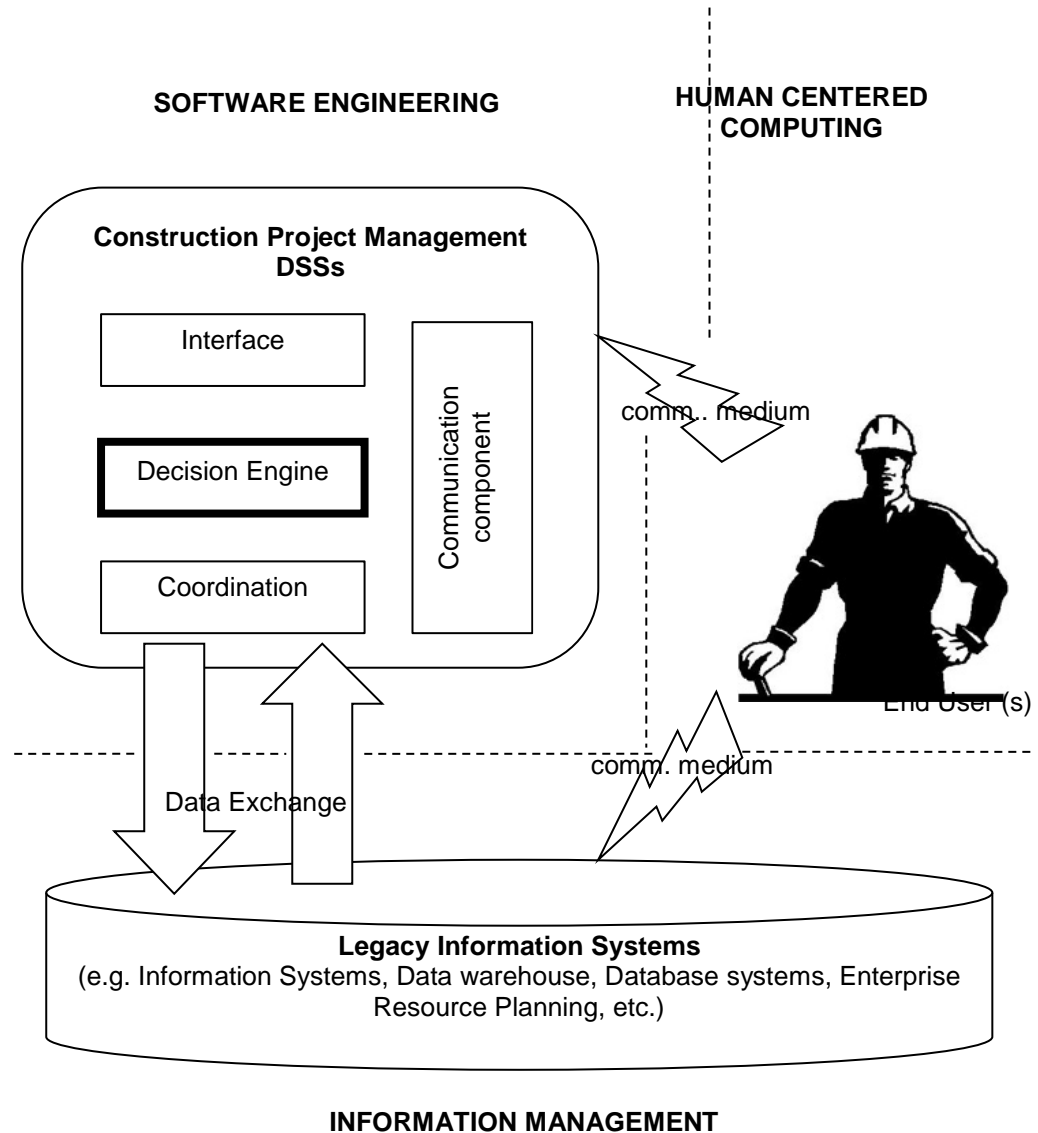 SOFTWARE ENGINEERING
HUMAN CENTERED
COMPUTING
Construction Project Management
DSSs
Interface
Decision Engine
Coordination
Communication
component
comm.. medium
End User (s)
comm. medium
Data Exchange
Legacy Information Systems
(e.g. Information Systems, Data warehouse, Database systems, Enterprise
Resource Planning, etc.)
INFORMATION MANAGEMENT